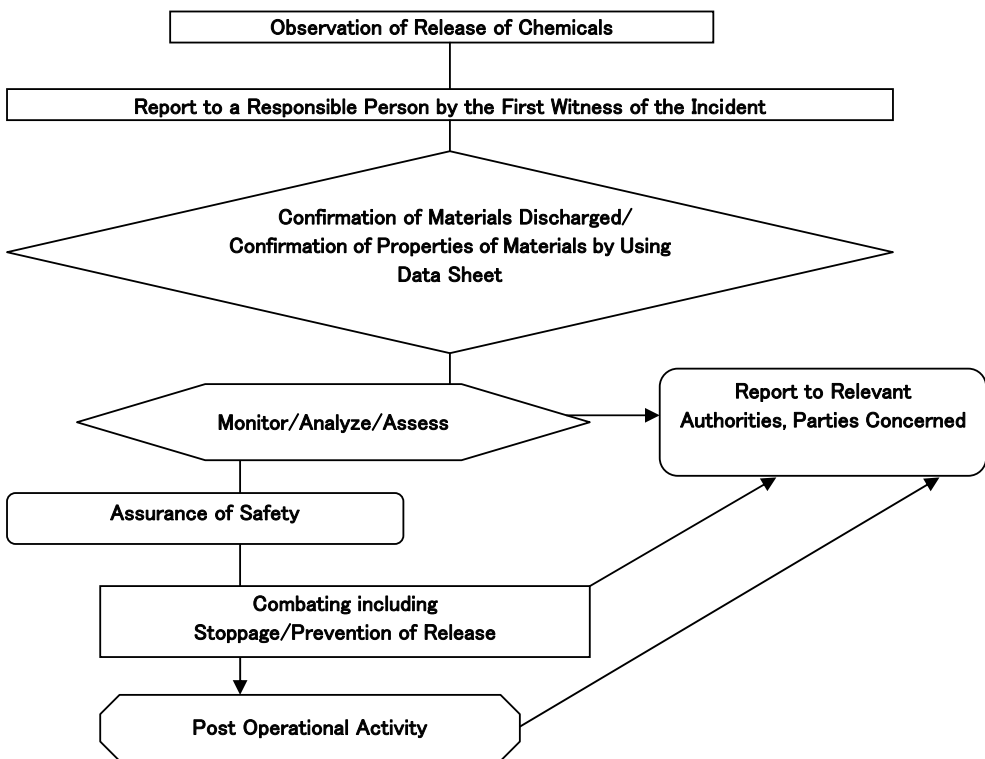 Observation of Release of Chemicals
Report to a Responsible Person by the First Witness of the Incident
Confirmation of Materials Discharged/
Confirmation of Properties of Materials by Using
Data Sheet
Monitor/Analyze/Assess
Report to Relevant
Authorities, Parties Concerned
Assurance of Safety
Combating including
Stoppage/Prevention of Release
Post Operational Activity